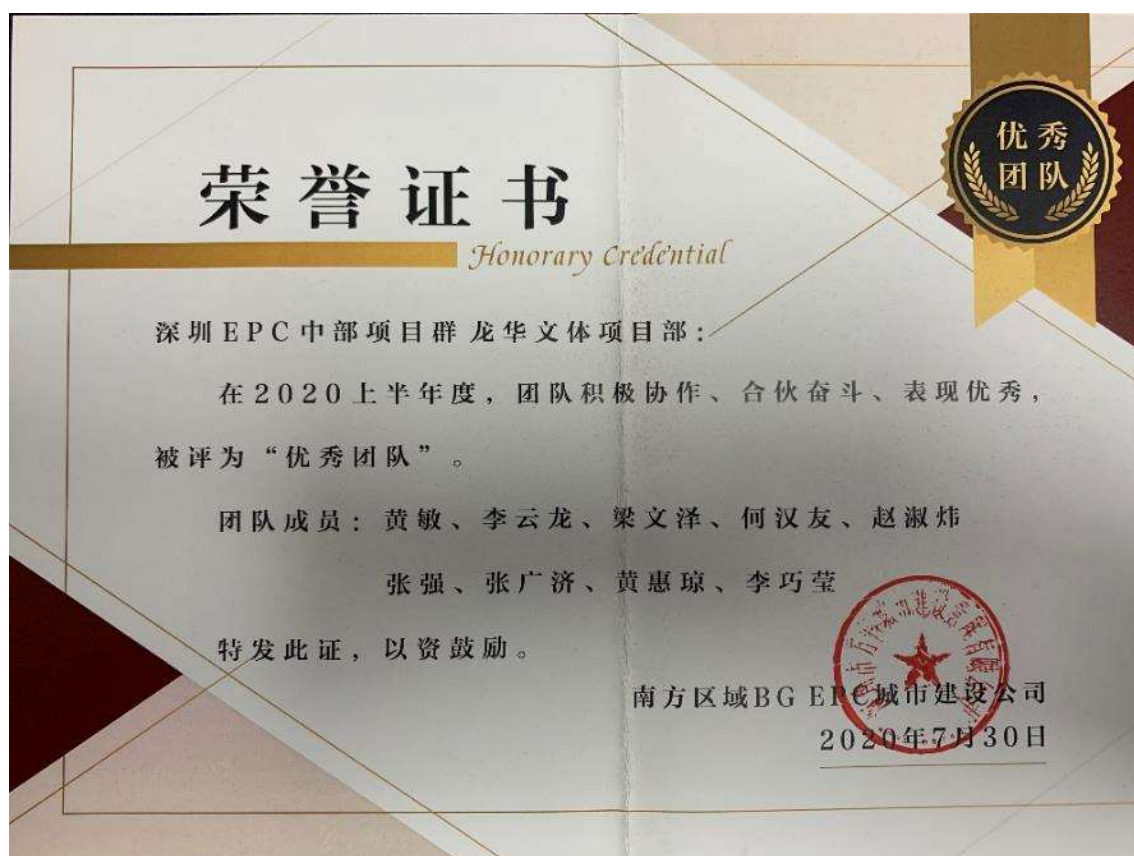 优秀
团队
荣誉证书
Honorary Credential
深圳EPC中部项目群 龙华文体项目部：
在2020上半年度，团队积极协作、合伙奋斗、表现优秀，
被评为“优秀团队”。
团队成员：黄敏、李云龙、梁文泽、何汉友、赵淑炜
张强、张广济、黄惠琼、李巧莹
特发此证，以资鼓励。
南方区域BG EPC城市建设公司
2020年7月30日